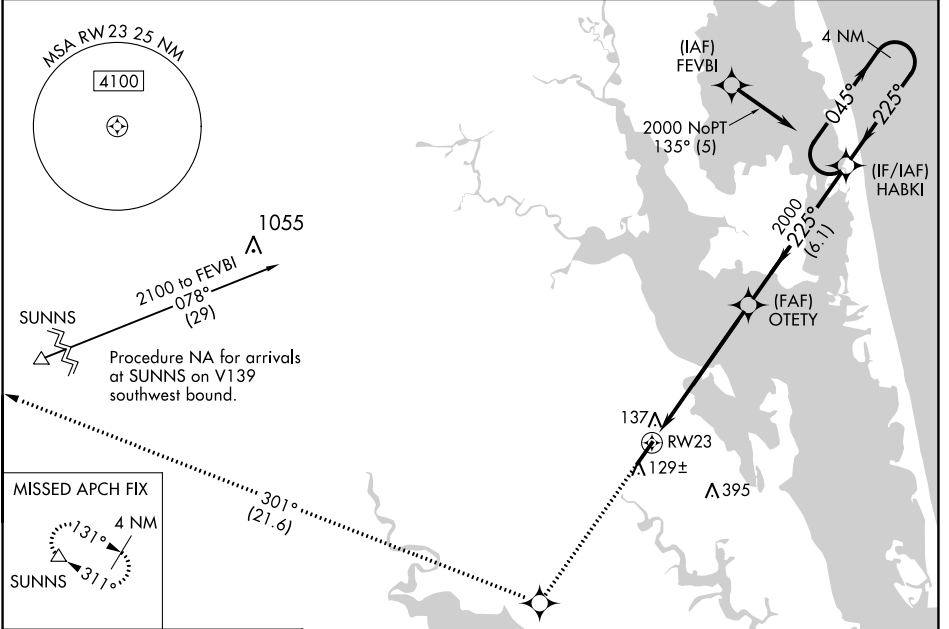 MSA RW23 25 NM
4100
(IAF)
FEVBI
2000 NoPT
135° (5)
4 NM
045°
225°
(IF/IAF)
HABKI
2000
225°
(6.1)
(FAF)
OTETY
1055
2100 to FEVBI
078°
(29)
SUNNS
Procedure NA for arrivals
at SUNNS on V139
southwest bound.
137
RW23
129±
395
301°
(21.6)
MISSED APCH FIX
4 NM
131°
311°
SUNNS